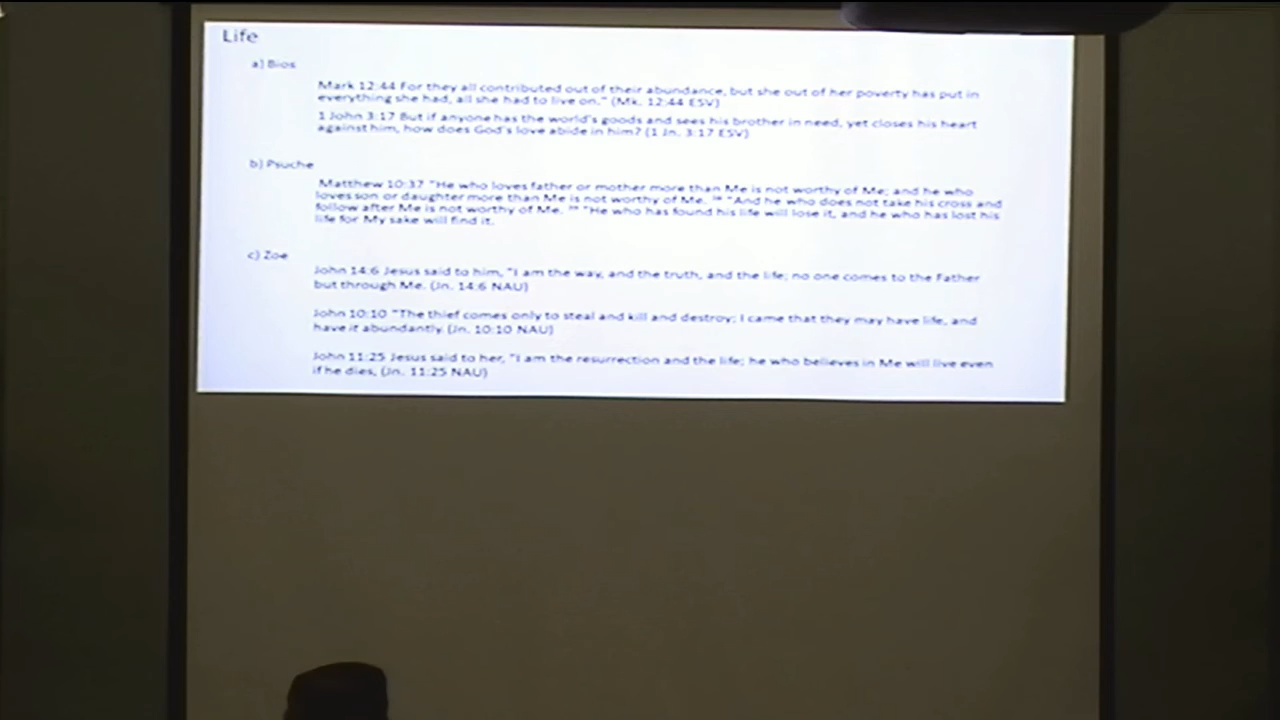 Life
a) Bios
Mark 12:44 For they all contributed out of their abundance, but she out of her poverty has put in
everything she had, all she had to live on." (Mk. 12:44 ESV)
1 John 3:17 But if anyone has the world's goods and sees his brother in need, yet closes his heart
against him, how does God's love abide in him? (1 Jn. 3:17 ESV)
b) Psuche
Matthew 10:37 "He who loves father or mother more than Me is not worthy of Me; and he who
loves son or daughter more than Me is not worthy of Me. "And he who does not take his cross and
follow after Me is not worthy of Me. "He who has found his life will lose it, and he who has lost his
life for My sake will find it.
c) Zoe
John 14:6 Jesus said to him, "I am the way, and the truth, and the life; no one comes to the Father
but through Me. (Jn. 14:6 NAU)
John 10:10 "The thief comes only to steal and kill and destroy; I came that they may have life, and
have it abundantly. (Jn. 10:10 NAU)
John 11:25 Jesus said to her, "I am the resurrection and the life; he who believes in Me will live even
if he dies, (Jn. 11:25 NAU)